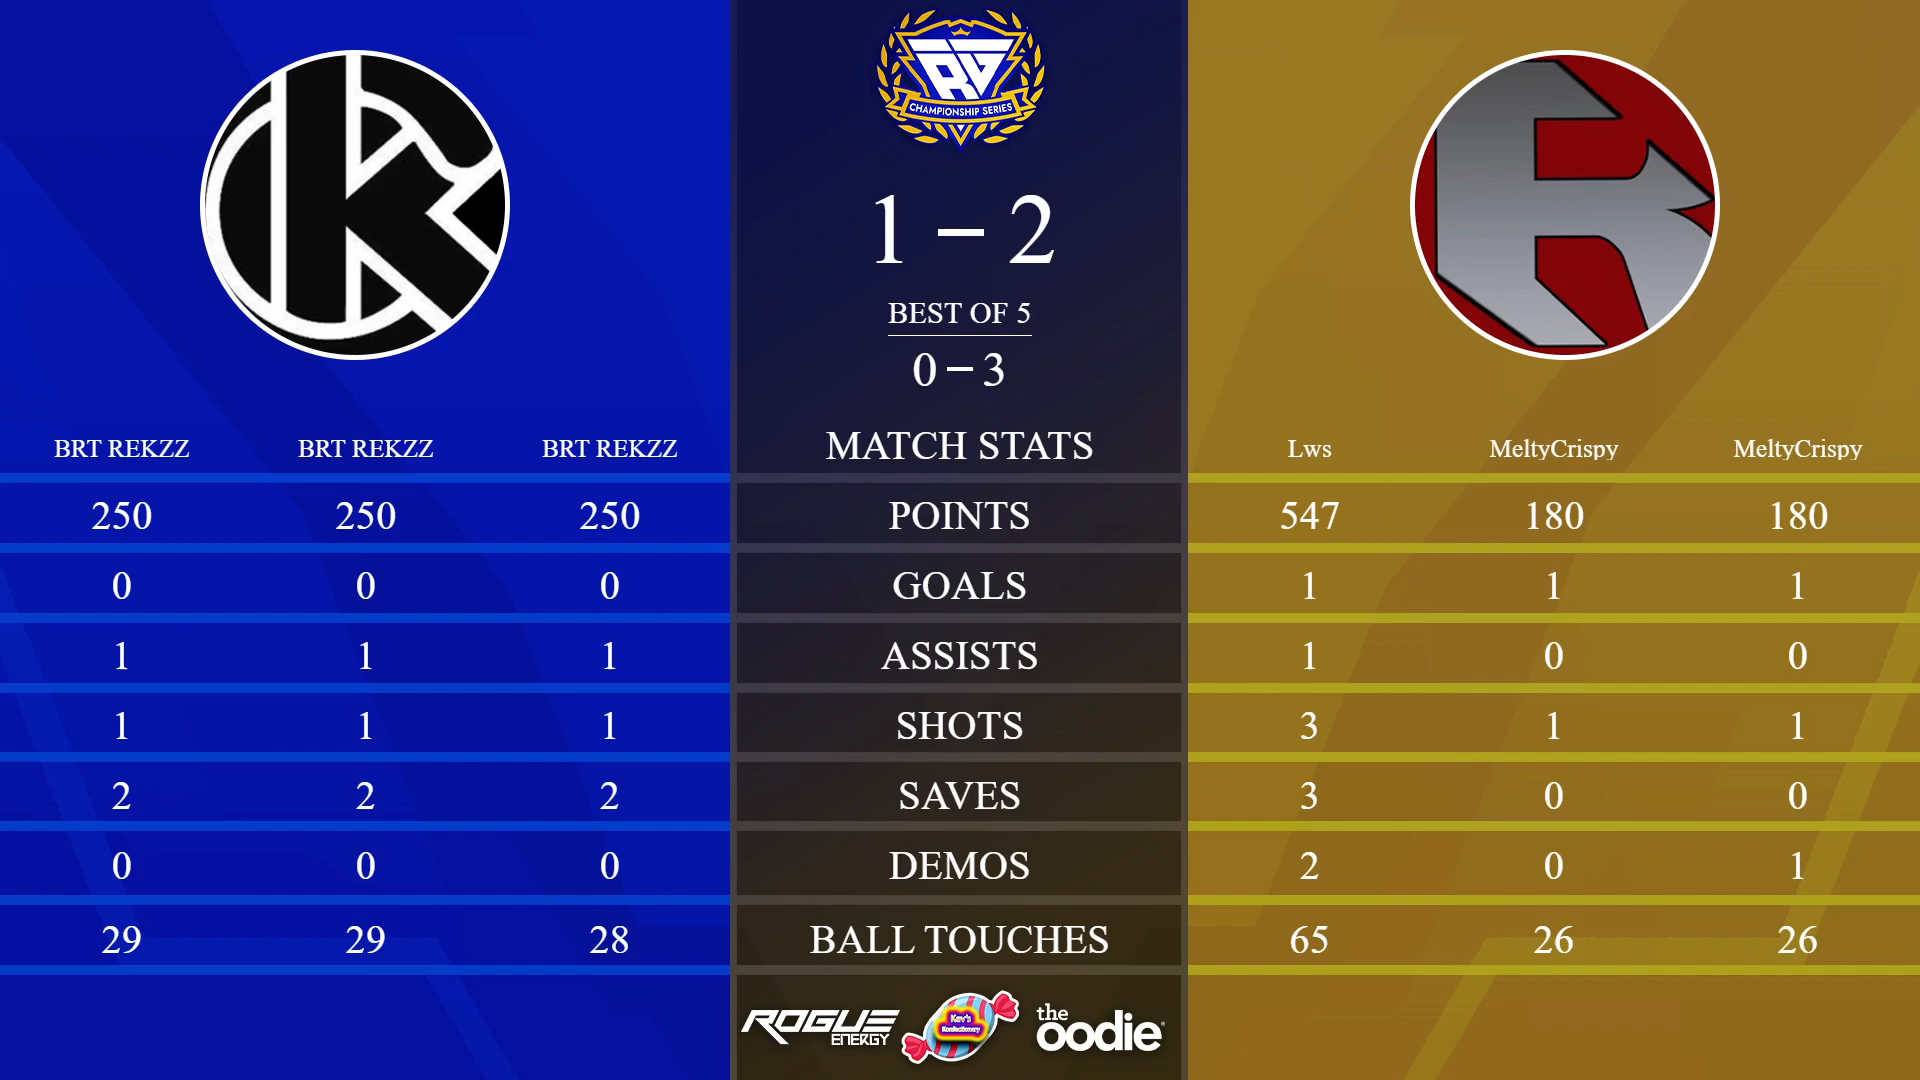 CHAMPIONSHIP SERIES
1 – 2
BEST OF 5
0 – 3
BRT REKZZ BRT REKZZ BRT REKZZ MATCH STATS Lws MeltyCrispy MeltyCrispy
250 250 250 POINTS 547 180 180
0 0 0 GOALS 1 1 1
1 1 1 ASSISTS 1 0 0
1 1 1 SHOTS 3 1 1
2 2 2 SAVES 3 0 0
0 0 0 DEMOS 2 0 1
29 29 28 BALL TOUCHES 65 26 26
ROGUE
ENERGY
Kev's
Konfectionery
the
oodie